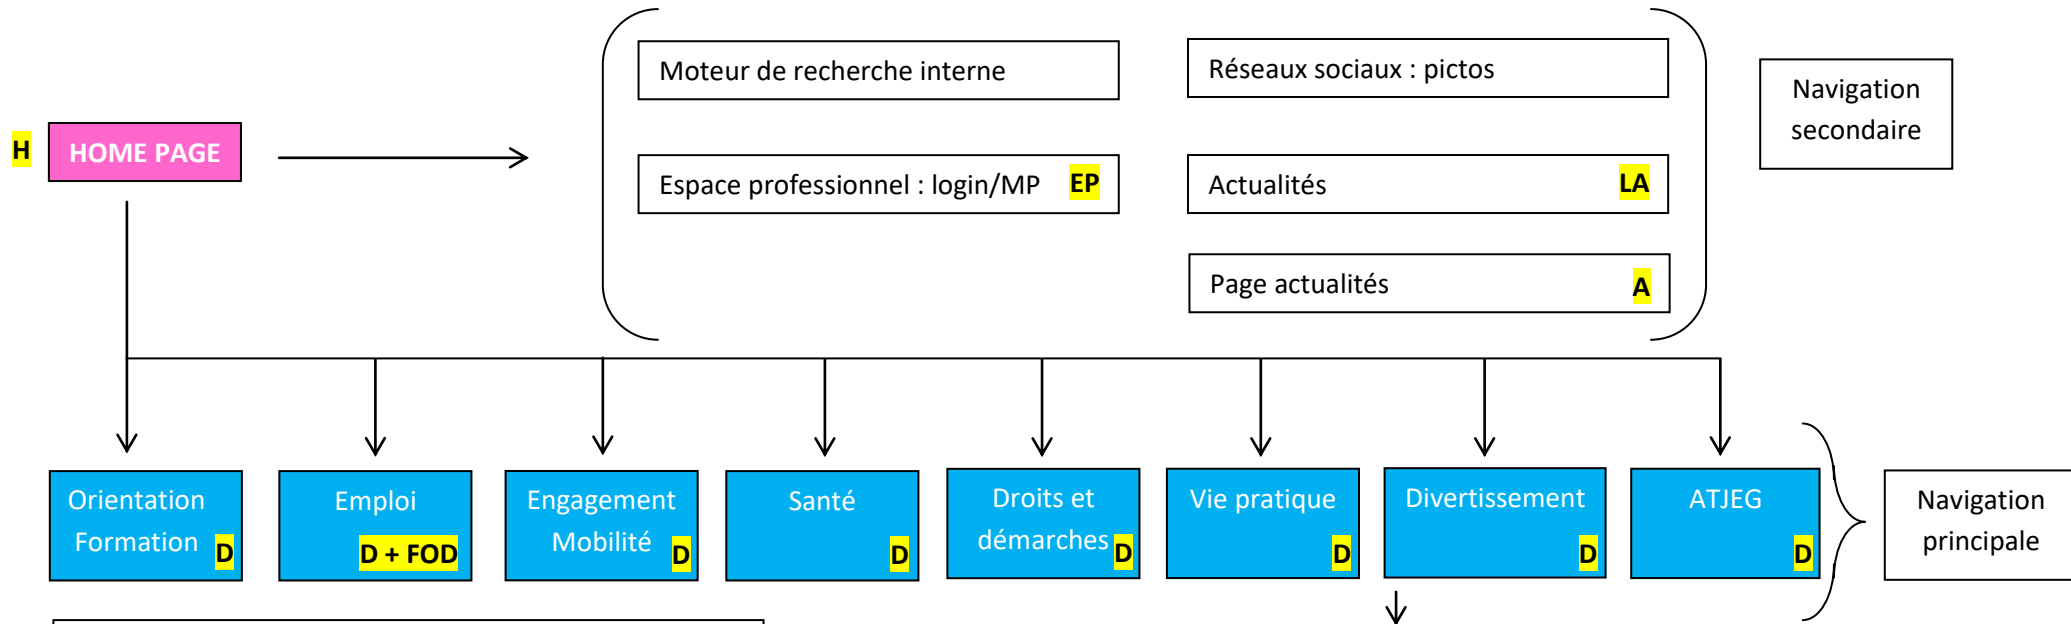 Moteur de recherche interne
Réseaux sociaux : pictos
Navigation
secondaire
H
HOME PAGE
Espace professionnel : login/MP EP
Actualités LA
Page actualités A
Orientation
Formation D
Emploi
D + FOD
Engagement
Mobilité D
Santé
D
Droits et
démarches D
Vie pratique
D
Divertissement
D
ATJEG
D
Navigation
principale